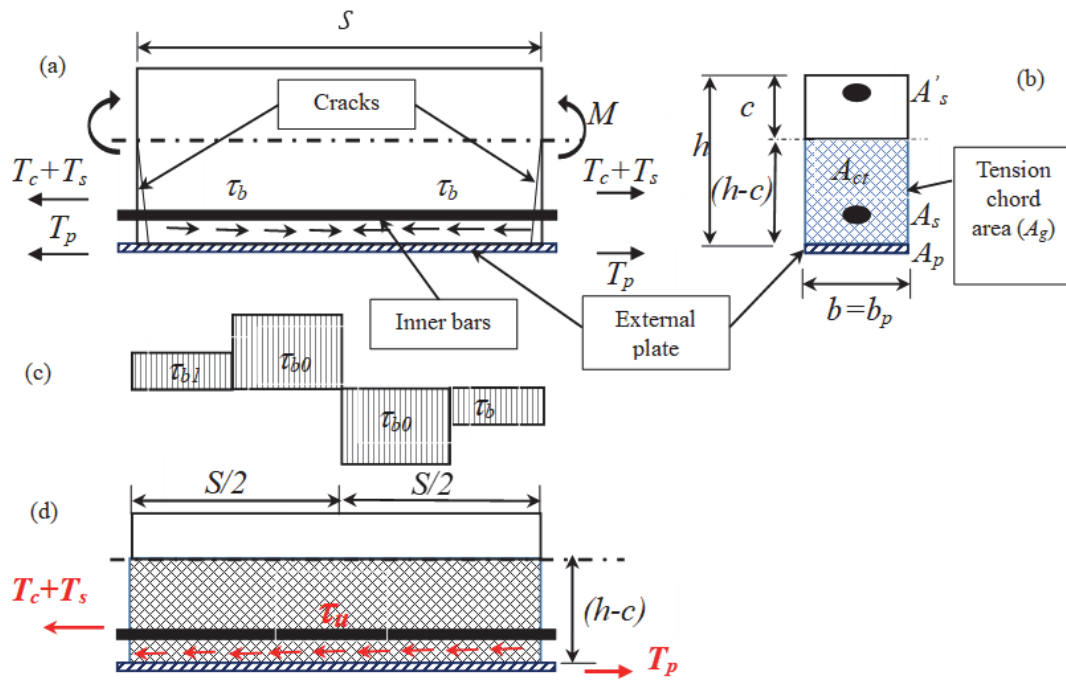 S
(a)
Cracks
M
(b)
A's
c
h
T_c+T_s
τ_b
τ_b
T_c+T_s
A_ct
(h-c)
A_s
Tension
chord
area (A_g)
T_p
T_p
A_p
Inner bars
External
plate
b=b_p
(c)
τ_b1
τ_b0
τ_b0
τ_b
S/2
S/2
(d)
T_c+T_s
τ_u
(h-c)
T_p